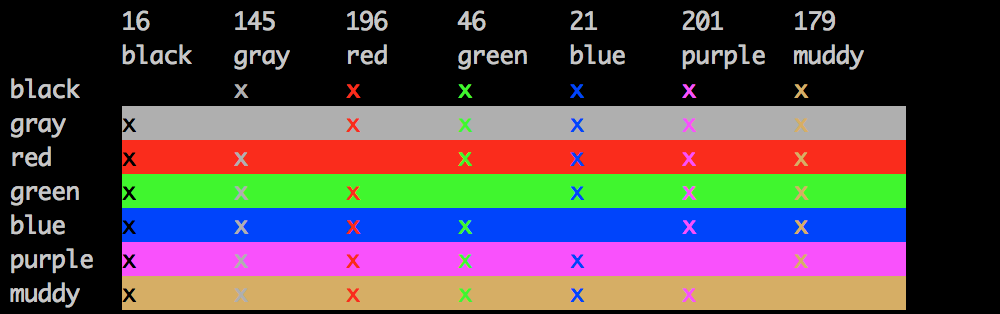 16 145 196 46 21 201 179
black gray red green blue purple muddy
black x x x x x x
gray x x x x x x
red x x x x x x
green x x x x x x
blue x x x x x x
purple x x x x x x
muddy x x x x x x